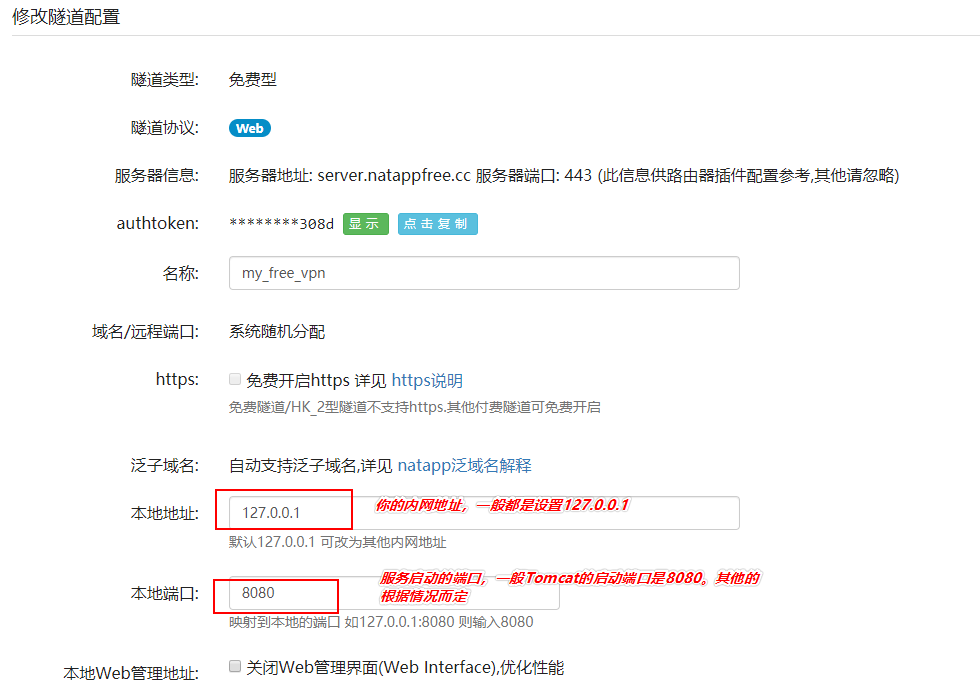 修改隧道配置
隧道类型: 免费型
隧道协议: Web
服务器信息: 服务器地址: server.natappfree.cc 服务器端口: 443 (此信息供路由器插件配置参考,其他请忽略)
authtoken: ********308d 显示 点击复制
名称: my_free_vpn
域名/远程端口: 系统随机分配
https: 免费开启https 详见 https说明
免费隧道/HK_2型隧道不支持https.其他付费隧道可免费开启
泛子域名: 自动支持泛子域名,详见 natapp泛域名解释
本地地址: 127.0.0.1 你的内网地址，一般都是设置127.0.0.1
默认127.0.0.1 可改为其他内网地址
本地端口: 8080 服务启动的端口，一般Tomcat的启动端口是8080。其他的
根据情况而定
映射到本地的端口 如127.0.0.1:8080 则输入8080
本地Web管理地址: 关闭Web管理界面(Web Interface),优化性能